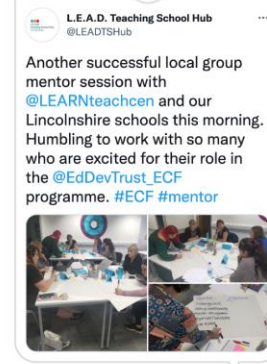 L.E.A.D. Teaching School Hub
@LEADTSHub
Another successful local group
mentor session with
@LEARNteachcen and our
Lincolnshire schools this morning.
Humbling to work with so many
who are excited for their role in
the @EdDevTrust_ECF
programme. #ECF #mentor